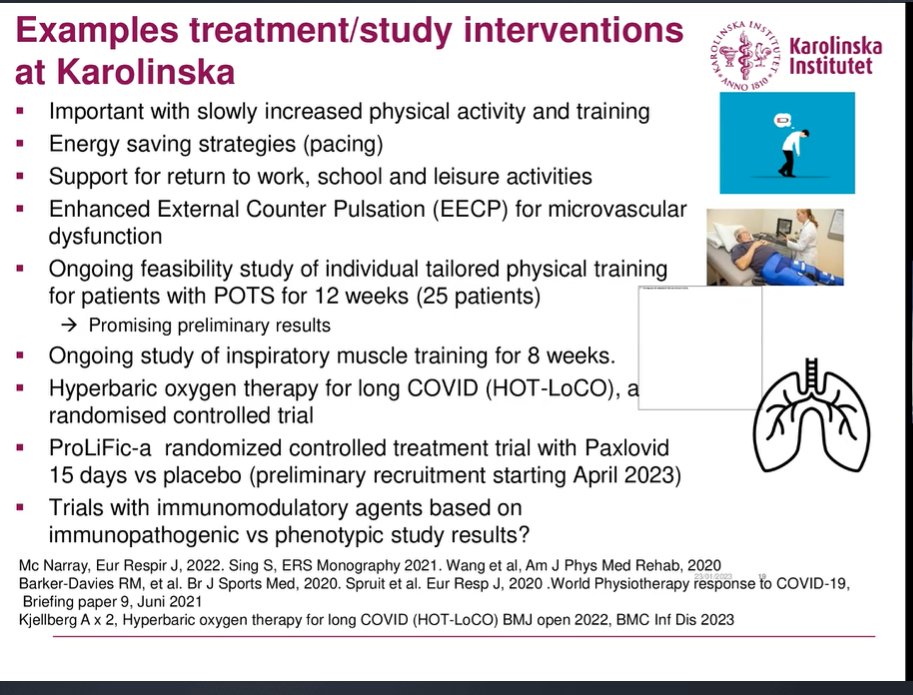 Examples treatment/study interventions
at Karolinska
KAROLINSKA INSTITUTET
ANNO 1810
Karolinska
Institutet
▪ Important with slowly increased physical activity and training
▪ Energy saving strategies (pacing)
▪ Support for return to work, school and leisure activities
▪ Enhanced External Counter Pulsation (EECP) for microvascular
dysfunction
▪ Ongoing feasibility study of individual tailored physical training
for patients with POTS for 12 weeks (25 patients)
→ Promising preliminary results
▪ Ongoing study of inspiratory muscle training for 8 weeks.
▪ Hyperbaric oxygen therapy for long COVID (HOT-LoCO), a
randomised controlled trial
▪ ProLiFic-a randomized controlled treatment trial with Paxlovid
15 days vs placebo (preliminary recruitment starting April 2023)
▪ Trials with immunomodulatory agents based on
immunopathogenic vs phenotypic study results?
Mc Narray, Eur Respir J, 2022. Sing S, ERS Monography 2021. Wang et al, Am J Phys Med Rehab, 2020
Barker-Davies RM, et al. Br J Sports Med, 2020 .Spruit et al. Eur Resp J, 2020 .World Physiotherapy response to COVID-19,
Briefing paper 9, Juni 2021
Kjellberg A x 2, Hyperbaric oxygen therapy for long COVID (HOT-LoCO) BMJ open 2022, BMC Inf Dis 2023